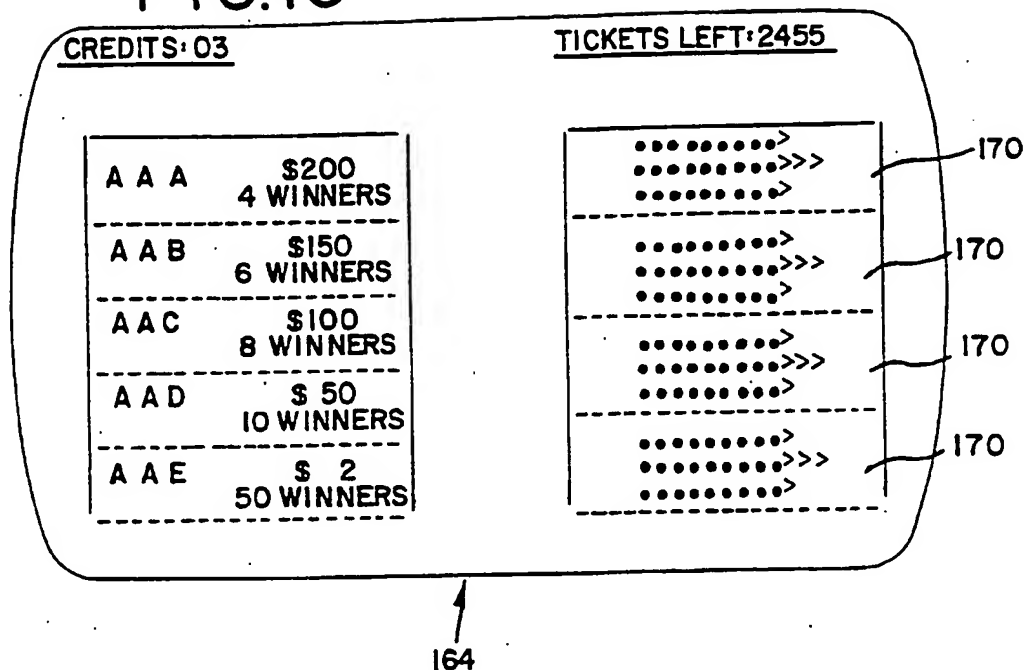 CREDITS: 03
TICKETS LEFT: 2455
A A A $200
4 WINNERS
A A B $150
6 WINNERS
A A C $100
8 WINNERS
A A D $ 50
10 WINNERS
A A E $ 2
50 WINNERS
>
>>>
>
>
>>>
>
>
>>>
>
>
>>>
>
170
170
170
170
164